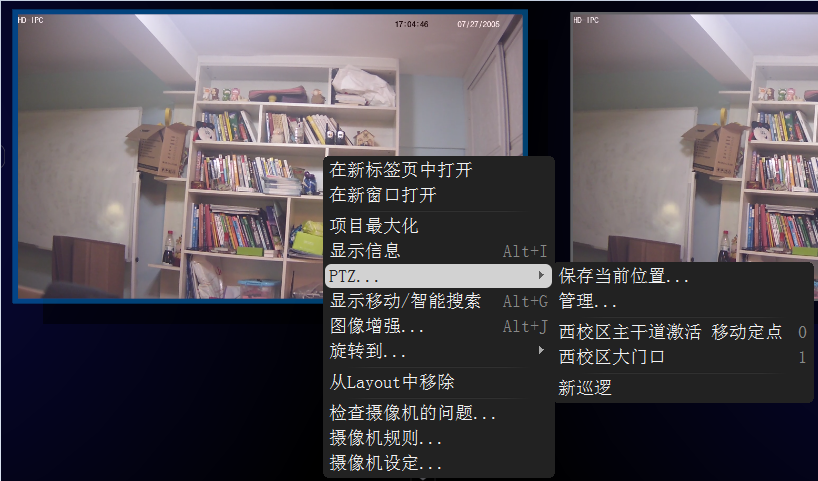 HD IPC
17:04:46
07/27/2005
HD IPC
在新标签页中打开
在新窗口打开
项目最大化
显示信息 Alt+I
PTZ...
显示移动/智能搜索 Alt+G
图像增强... Alt+J
旋转到...
从Layout中移除
检查摄像机的问题...
摄像机规则...
摄像机设定...
保存当前位置...
管理...
西校区主干道激活 移动定点 0
西校区大门口 1
新巡逻